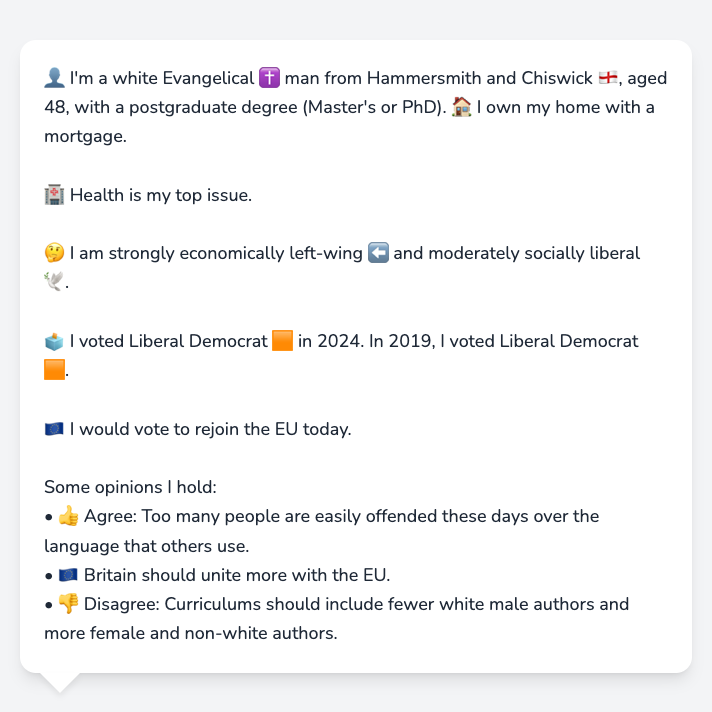 👤 I'm a white Evangelical ✝️ man from Hammersmith and Chiswick 🏴󠁧󠁢󠁥󠁮󠁧󠁿, aged
48, with a postgraduate degree (Master's or PhD). 🏠 I own my home with a
mortgage.
🏥 Health is my top issue.
🤔 I am strongly economically left-wing ⬅️ and moderately socially liberal
🕊️.
🗳️ I voted Liberal Democrat 🟧 in 2024. In 2019, I voted Liberal Democrat
🟧.
🇪🇺 I would vote to rejoin the EU today.
Some opinions I hold:
• 👍 Agree: Too many people are easily offended these days over the
language that others use.
• 🇪🇺 Britain should unite more with the EU.
• 👎 Disagree: Curriculums should include fewer white male authors and
more female and non-white authors.